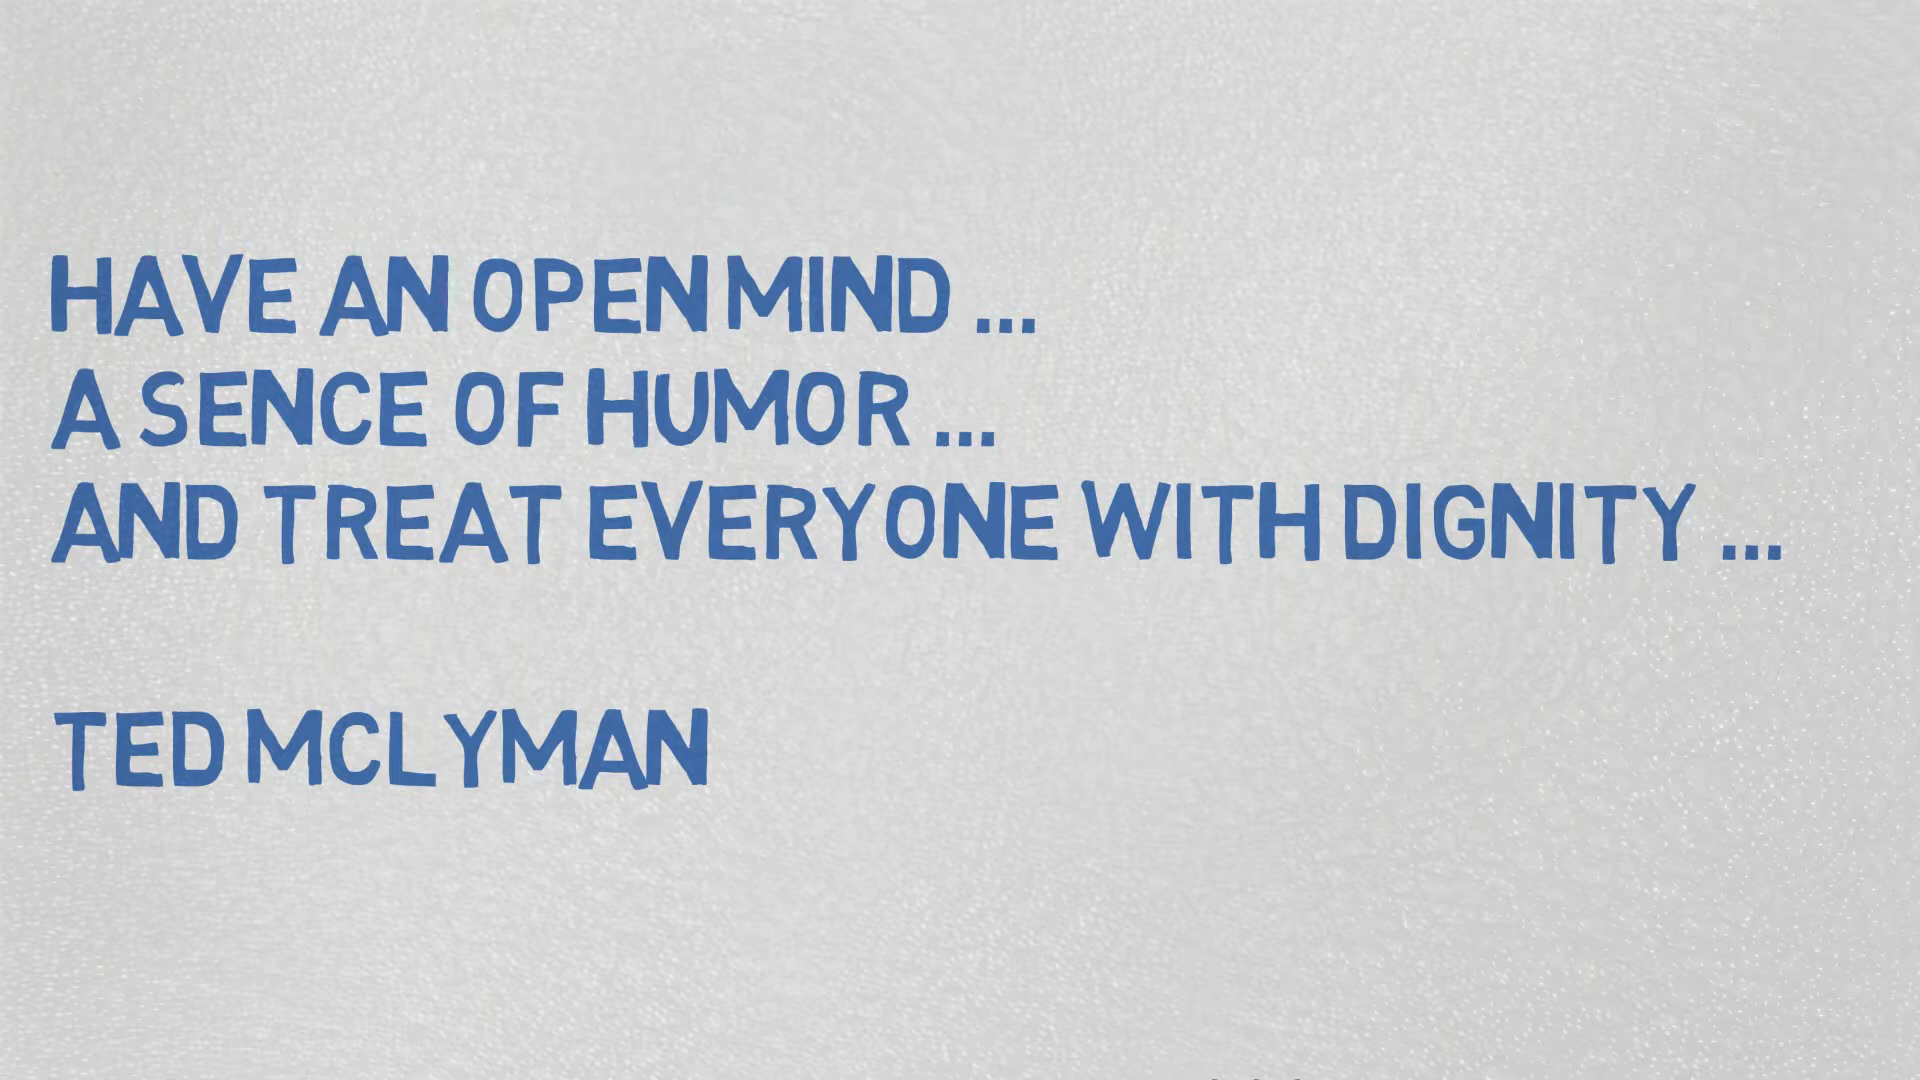 HAVE AN OPEN MIND ...
A SENCE OF HUMOR ...
AND TREAT EVERYONE WITH DIGNITY ...
TED MCLYMAN